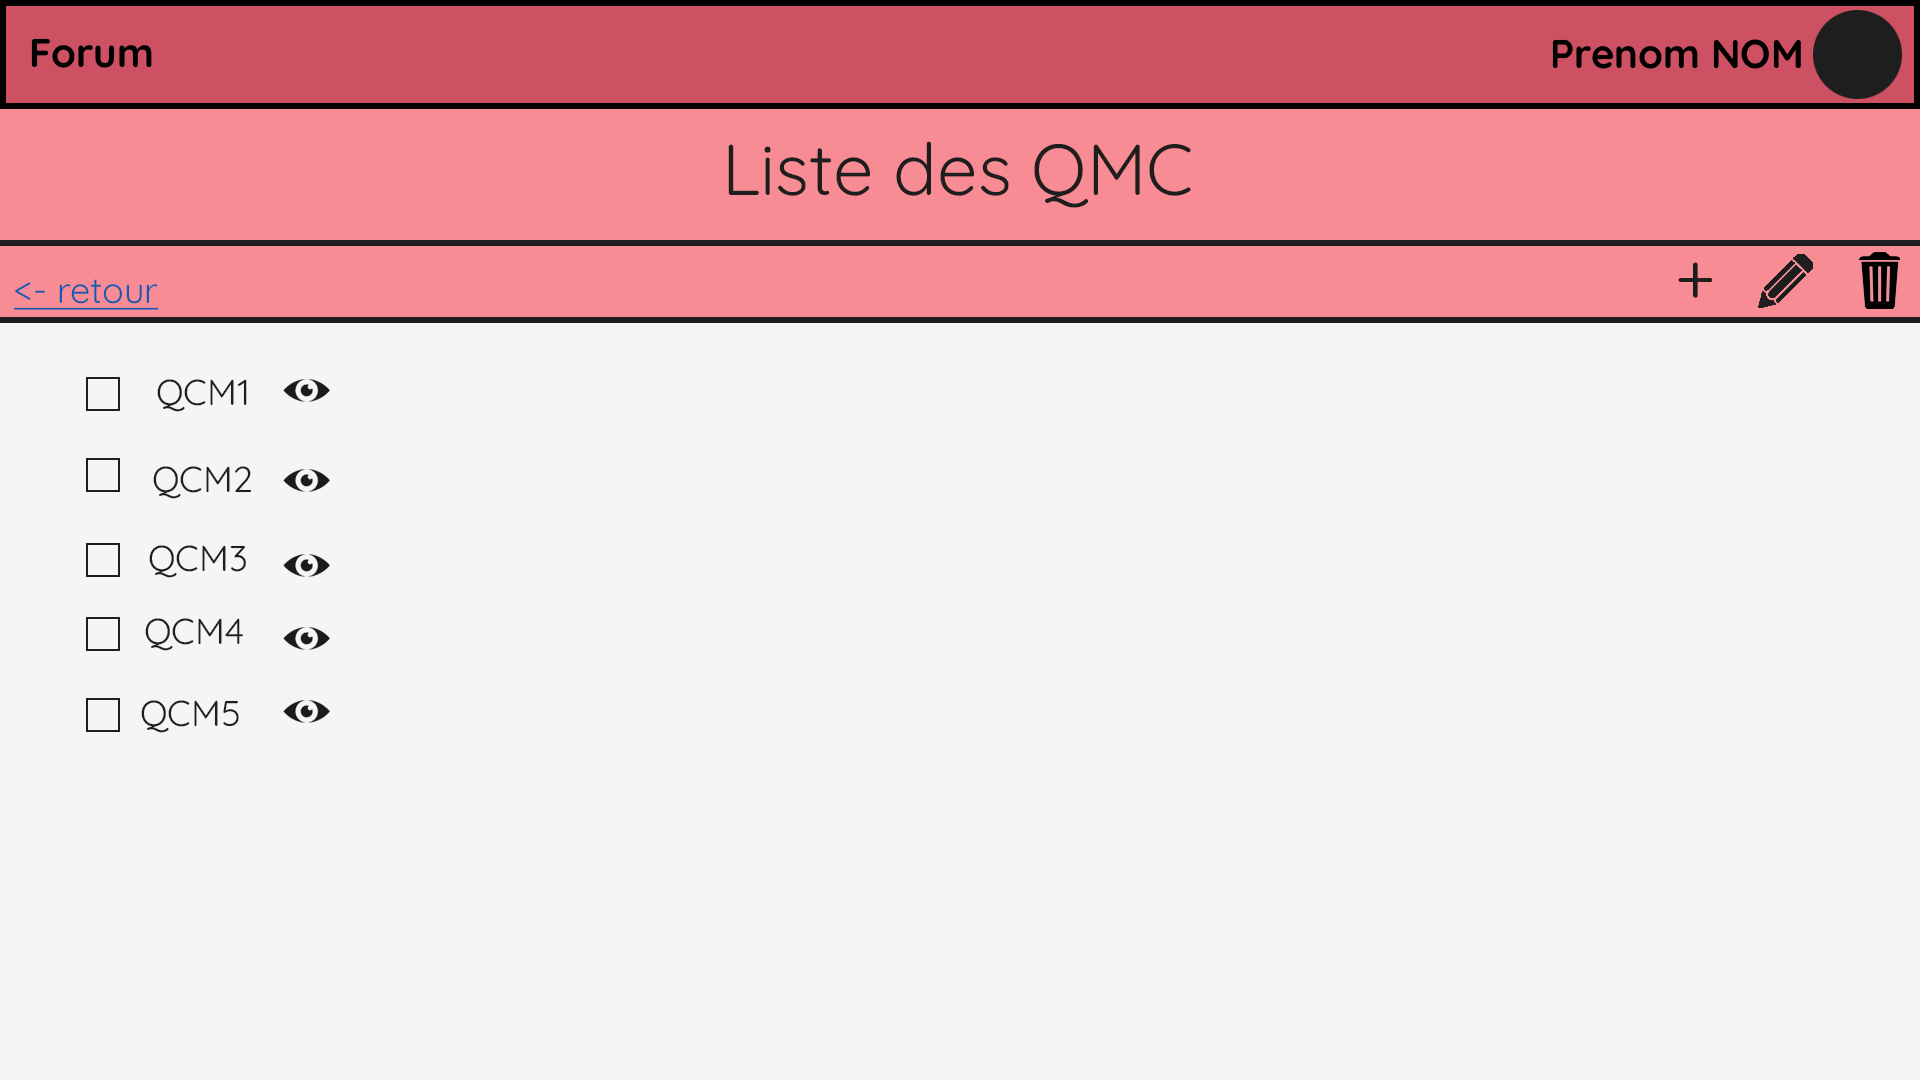 Forum
Prenom NOM
Liste des QMC
<- retour
QCM1
QCM2
QCM3
QCM4
QCM5